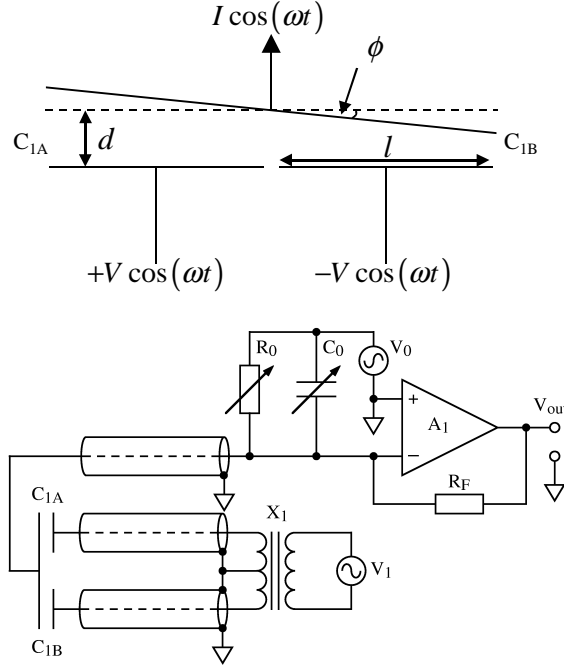 I cos(ωt)
ϕ
C1A
d
l
C1B
+V cos(ωt)
−V cos(ωt)
R0
C0
V0
+
A1
Vout
−
RF
C1A
X1
V1
C1B